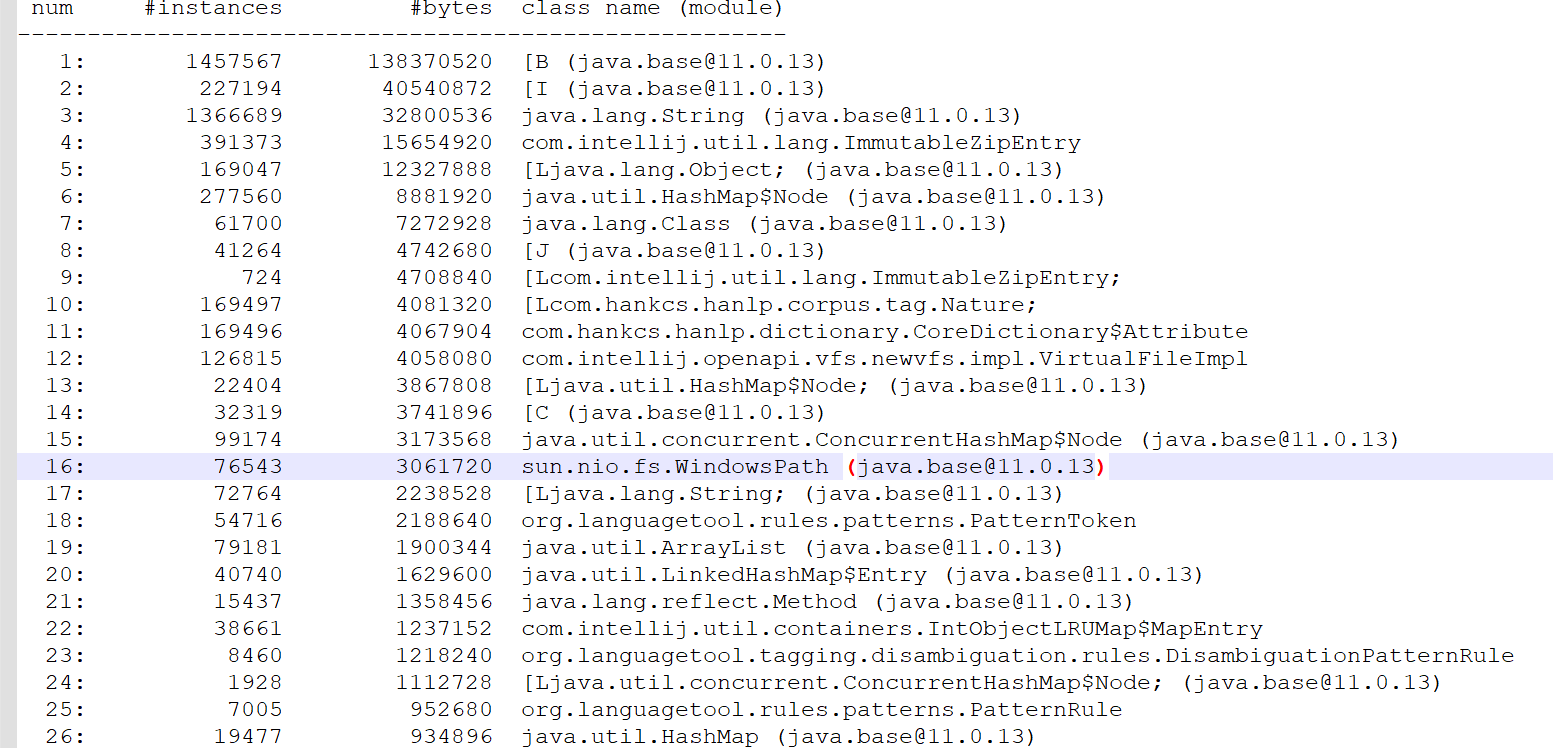 num #instances #bytes class name (module)
-------------------------------------------------------
1: 1457567 138370520 [B (java.base@11.0.13)
2: 227194 40540872 [I (java.base@11.0.13)
3: 1366689 32800536 java.lang.String (java.base@11.0.13)
4: 391373 15654920 com.intellij.util.lang.ImmutableZipEntry
5: 169047 12327888 [Ljava.lang.Object; (java.base@11.0.13)
6: 277560 8881920 java.util.HashMap$Node (java.base@11.0.13)
7: 61700 7272928 java.lang.Class (java.base@11.0.13)
8: 41264 4742680 [J (java.base@11.0.13)
9: 724 4708840 [Lcom.intellij.util.lang.ImmutableZipEntry;
10: 169497 4081320 [Lcom.hankcs.hanlp.corpus.tag.Nature;
11: 169496 4067904 com.hankcs.hanlp.dictionary.CoreDictionary$Attribute
12: 126815 4058080 com.intellij.openapi.vfs.newvfs.impl.VirtualFileImpl
13: 22404 3867808 [Ljava.util.HashMap$Node; (java.base@11.0.13)
14: 32319 3741896 [C (java.base@11.0.13)
15: 99174 3173568 java.util.concurrent.ConcurrentHashMap$Node (java.base@11.0.13)
16: 76543 3061720 sun.nio.fs.WindowsPath (java.base@11.0.13)
17: 72764 2238528 [Ljava.lang.String; (java.base@11.0.13)
18: 54716 2188640 org.languagetool.rules.patterns.PatternToken
19: 79181 1900344 java.util.ArrayList (java.base@11.0.13)
20: 40740 1629600 java.util.LinkedHashMap$Entry (java.base@11.0.13)
21: 15437 1358456 java.lang.reflect.Method (java.base@11.0.13)
22: 38661 1237152 com.intellij.util.containers.IntObjectLRUMap$MapEntry
23: 8460 1218240 org.languagetool.tagging.disambiguation.rules.DisambiguationPatternRule
24: 1928 1112728 [Ljava.util.concurrent.ConcurrentHashMap$Node; (java.base@11.0.13)
25: 7005 952680 org.languagetool.rules.patterns.PatternRule
26: 19477 934896 java.util.HashMap (java.base@11.0.13)